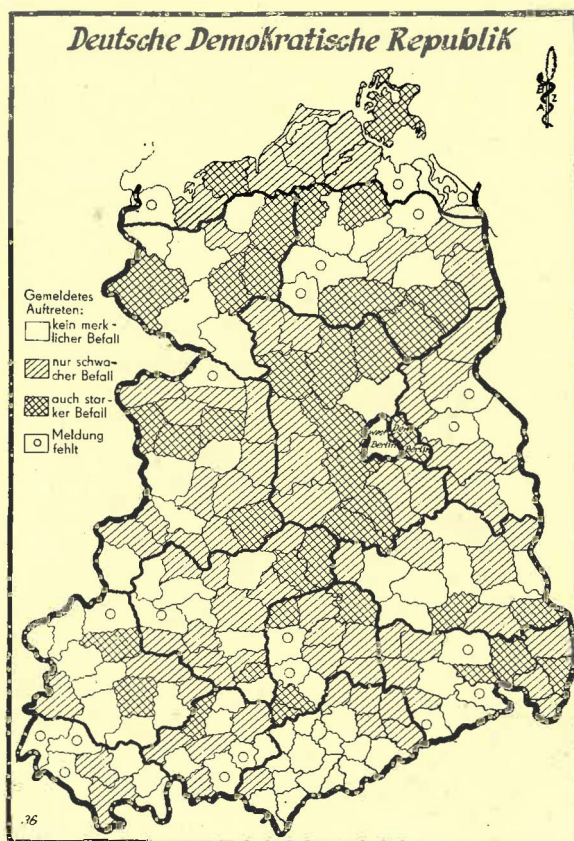 Deutsche Demokratische Republik
B
Z
A
Gemeldetes
Auftreten:
kein merk-
licher Befall
nur schwa-
cher Befall
auch star-
ker Befall
Meldung
fehlt
Berlin
Dem.
Berlin
36